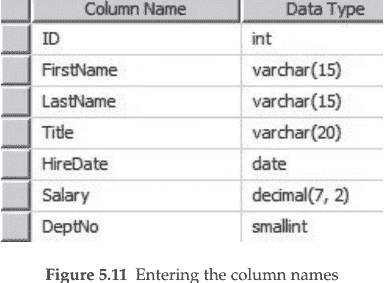 Column Name Data Type
ID int
FirstName varchar(15)
LastName varchar(15)
Title varchar(20)
HireDate date
Salary decimal(7, 2)
DeptNo smallint
Figure 5.11 Entering the column names